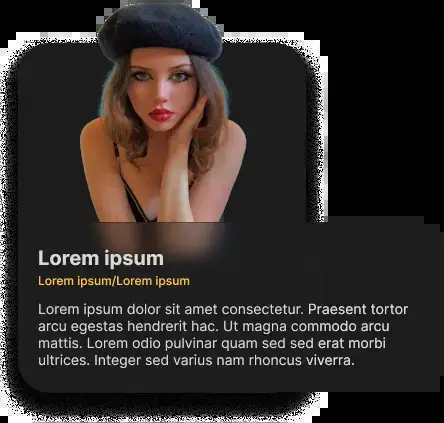 Lorem ipsum
Lorem ipsum/Lorem ipsum
Lorem ipsum dolor sit amet consectetur. Praesent tortor
arcu egestas hendrerit hac. Ut magna commodo arcu
mattis. Lorem odio pulvinar quam sed sed erat morbi
ultrices. Integer sed varius nam rhoncus viverra.